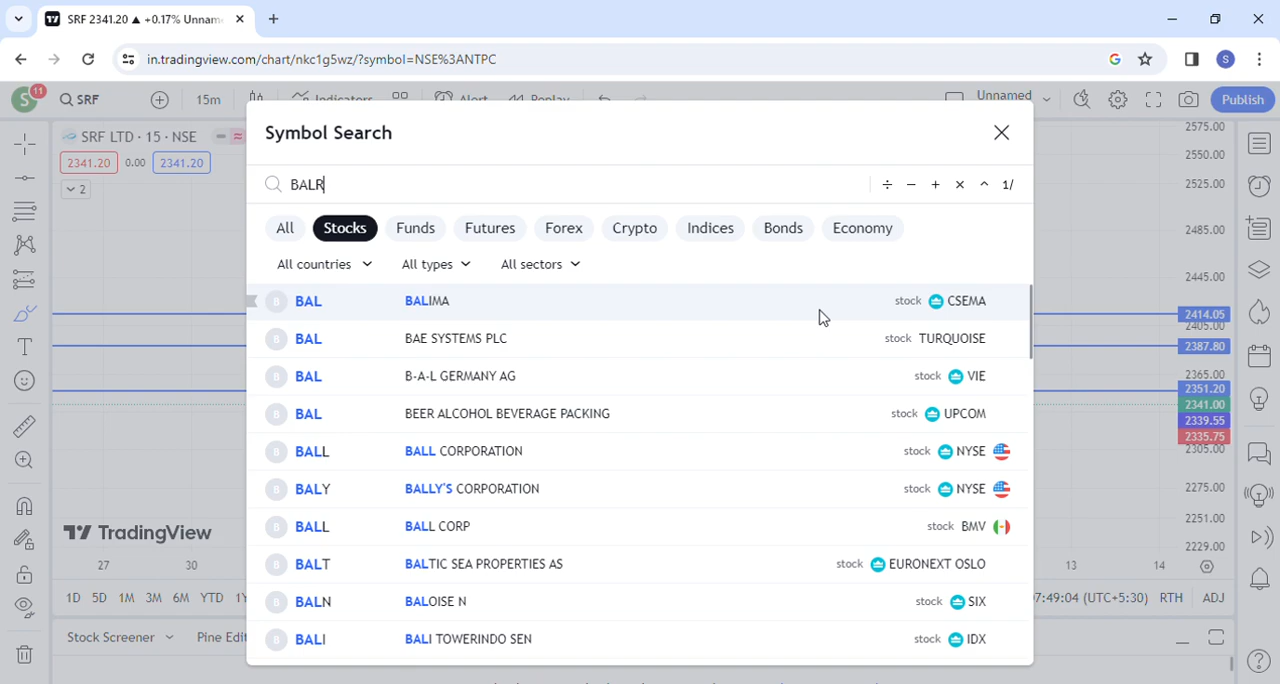 SRF 2341.20 ▲ +0.17% Unnam
in.tradingview.com/chart/nkc1g5wz/?symbol=NSE%3ANTPC
S
S
11
SRF
15m
Indicators
Alert
Replay
Unnamed
Publish
SRF LTD · 15 · NSE
2341.20
0.00
2341.20
2
Symbol Search
BALR
÷ − + × ^ 1/
All
Stocks
Funds
Futures
Forex
Crypto
Indices
Bonds
Economy
All countries
All types
All sectors
B BAL BALIMA stock CSEMA
B BAL BAE SYSTEMS PLC stock TURQUOISE
B BAL B-A-L GERMANY AG stock VIE
B BAL BEER ALCOHOL BEVERAGE PACKING stock UPCOM
B BALL BALL CORPORATION stock NYSE
B BALY BALLY'S CORPORATION stock NYSE
B BALL BALL CORP stock BMV
B BALT BALTIC SEA PROPERTIES AS stock EURONEXT OSLO
B BALN BALOISE N stock SIX
B BALI BALI TOWERINDO SEN stock IDX
2575.00
2550.00
2525.00
2485.00
2445.00
2414.05
2405.00
2387.80
2365.00
2351.20
2341.00
2339.55
2335.75
2305.00
2275.00
2251.00
2229.00
TradingView
27
30
13
14
1D
5D
1M
3M
6M
YTD
1Y
7:49:04 (UTC+5:30)
RTH
ADJ
Stock Screener
Pine Edit